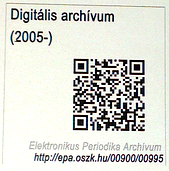 Digitális archívum
(2005-)
Elektronikus Periodika Archívum
http://epa.oszk.hu/00900/00995